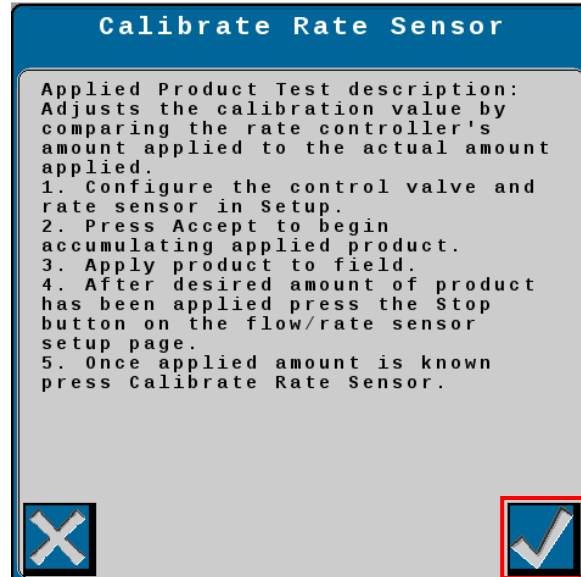 Calibrate Rate Sensor
Applied Product Test description:
Adjusts the calibration value by
comparing the rate controller's
amount applied to the actual amount
applied.
1. Configure the control valve and
rate sensor in Setup.
2. Press Accept to begin
accumulating applied product.
3. Apply product to field.
4. After desired amount of product
has been applied press the Stop
button on the flow/rate sensor
setup page.
5. Once applied amount is known
press Calibrate Rate Sensor.